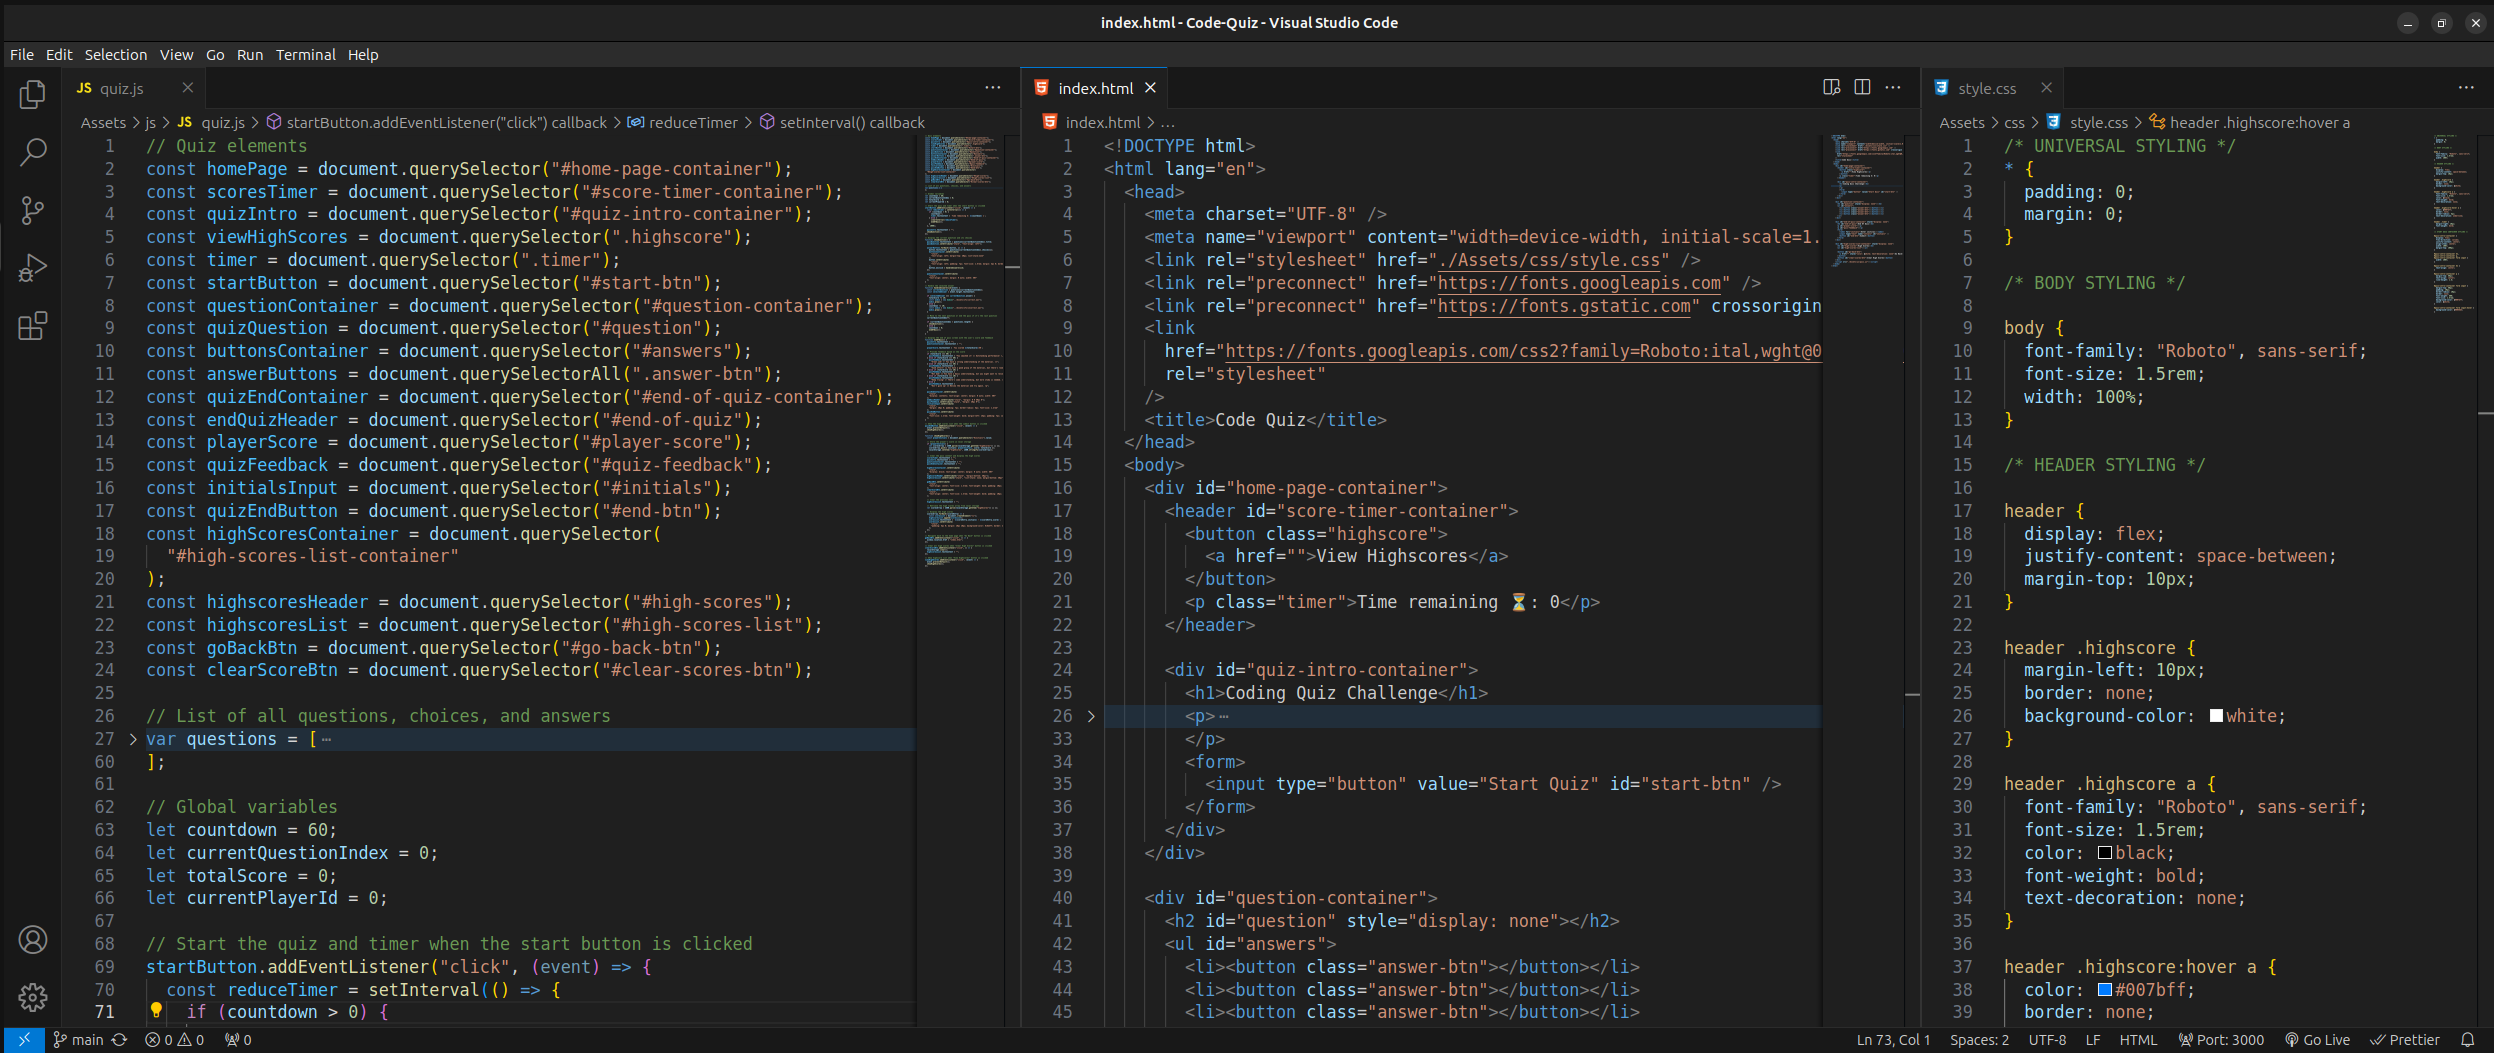 index.html - Code-Quiz - Visual Studio Code
File Edit Selection View Go Run Terminal Help
JS quiz.js
Assets > js > JS quiz.js > startButton.addEventListener("click") callback > reduceTimer > setInterval() callback
1 // Quiz elements
2 const homePage = document.querySelector("#home-page-container");
3 const scoresTimer = document.querySelector("#score-timer-container");
4 const quizIntro = document.querySelector("#quiz-intro-container");
5 const viewHighScores = document.querySelector(".highscore");
6 const timer = document.querySelector(".timer");
7 const startButton = document.querySelector("#start-btn");
8 const questionContainer = document.querySelector("#question-container");
9 const quizQuestion = document.querySelector("#question");
10 const buttonsContainer = document.querySelector("#answers");
11 const answerButtons = document.querySelectorAll(".answer-btn");
12 const quizEndContainer = document.querySelector("#end-of-quiz-container");
13 const endQuizHeader = document.querySelector("#end-of-quiz");
14 const playerScore = document.querySelector("#player-score");
15 const quizFeedback = document.querySelector("#quiz-feedback");
16 const initialsInput = document.querySelector("#initials");
17 const quizEndButton = document.querySelector("#end-btn");
18 const highScoresContainer = document.querySelector(
19 "#high-scores-list-container"
20 );
21 const highscoresHeader = document.querySelector("#high-scores");
22 const highscoresList = document.querySelector("#high-scores-list");
23 const goBackBtn = document.querySelector("#go-back-btn");
24 const clearScoreBtn = document.querySelector("#clear-scores-btn");
25
26 // List of all questions, choices, and answers
27 var questions = [ ⋯
60 ];
61
62 // Global variables
63 let countdown = 60;
64 let currentQuestionIndex = 0;
65 let totalScore = 0;
66 let currentPlayerId = 0;
67
68 // Start the quiz and timer when the start button is clicked
69 startButton.addEventListener("click", (event) => {
70 const reduceTimer = setInterval(() => {
71 if (countdown > 0) {
index.html
index.html > ...
1 <!DOCTYPE html>
2 <html lang="en">
3 <head>
4 <meta charset="UTF-8" />
5 <meta name="viewport" content="width=device-width, initial-scale=1.
6 <link rel="stylesheet" href="./Assets/css/style.css" />
7 <link rel="preconnect" href="https://fonts.googleapis.com" />
8 <link rel="preconnect" href="https://fonts.gstatic.com" crossorigin
9 <link
10 href="https://fonts.googleapis.com/css2?family=Roboto:ital,wght@0
11 rel="stylesheet"
12 />
13 <title>Code Quiz</title>
14 </head>
15 <body>
16 <div id="home-page-container">
17 <header id="score-timer-container">
18 <button class="highscore">
19 <a href="">View Highscores</a>
20 </button>
21 <p class="timer">Time remaining ⏳: 0</p>
22 </header>
23
24 <div id="quiz-intro-container">
25 <h1>Coding Quiz Challenge</h1>
26 <p> ⋯
33 </p>
34 <form>
35 <input type="button" value="Start Quiz" id="start-btn" />
36 </form>
37 </div>
38 </div>
39
40 <div id="question-container">
41 <h2 id="question" style="display: none"></h2>
42 <ul id="answers">
43 <li><button class="answer-btn"></button></li>
44 <li><button class="answer-btn"></button></li>
45 <li><button class="answer-btn"></button></li>
style.css
Assets > css > style.css > header .highscore:hover a
1 /* UNIVERSAL STYLING */
2 * {
3 padding: 0;
4 margin: 0;
5 }
6
7 /* BODY STYLING */
8
9 body {
10 font-family: "Roboto", sans-serif;
11 font-size: 1.5rem;
12 width: 100%;
13 }
14
15 /* HEADER STYLING */
16
17 header {
18 display: flex;
19 justify-content: space-between;
20 margin-top: 10px;
21 }
22
23 header .highscore {
24 margin-left: 10px;
25 border: none;
26 background-color: white;
27 }
28
29 header .highscore a {
30 font-family: "Roboto", sans-serif;
31 font-size: 1.5rem;
32 color: black;
33 font-weight: bold;
34 text-decoration: none;
35 }
36
37 header .highscore:hover a {
38 color: #007bff;
39 border: none;
main 0 0 0 Ln 73, Col 1 Spaces: 2 UTF-8 LF HTML Port: 3000 Go Live Prettier